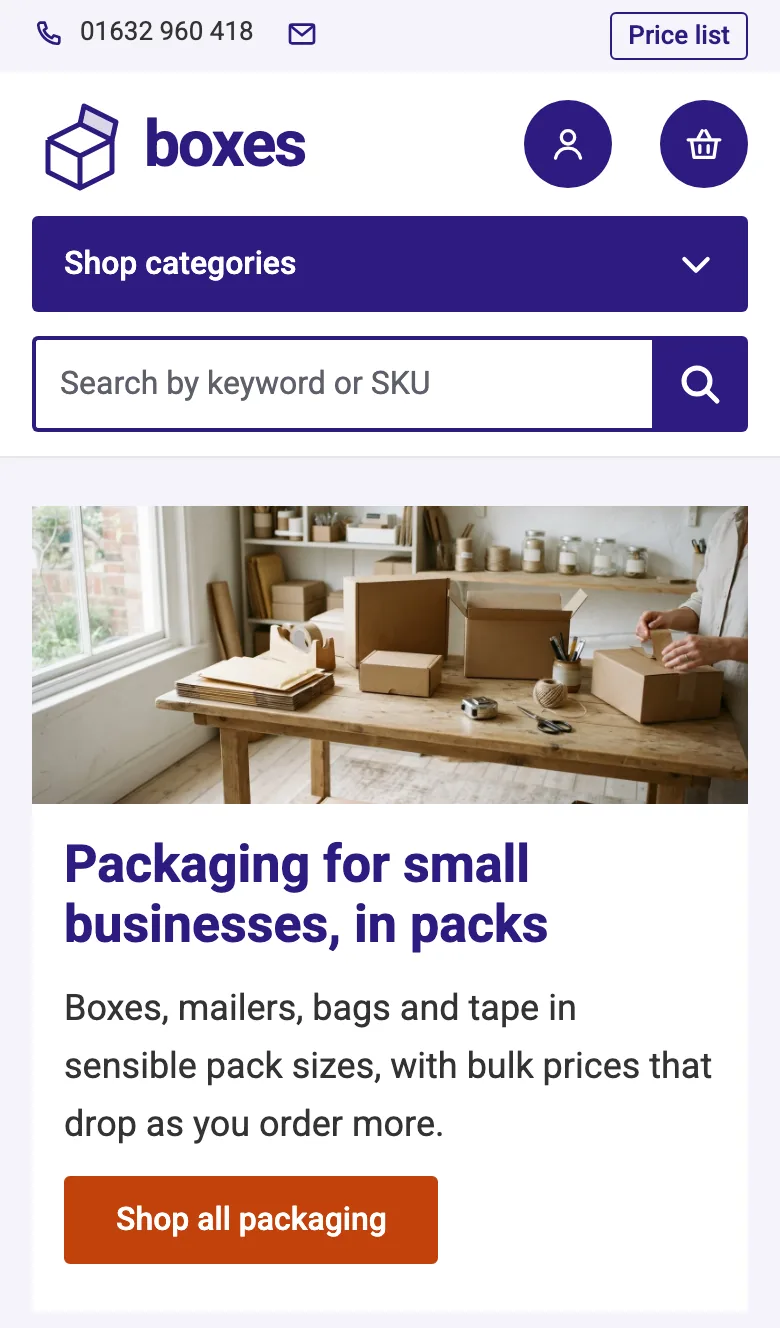 01632 960 418
Price list
boxes
Shop categories
Search by keyword or SKU
Packaging for small
businesses, in packs
Boxes, mailers, bags and tape in
sensible pack sizes, with bulk prices that
drop as you order more.
Shop all packaging